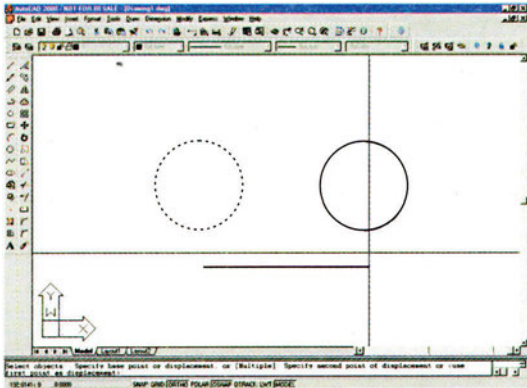 AutoCAD 2000 - NOT FOR RESALE - [Drawing1.dwg]
File Edit View Insert Format Tools Draw Dimension Modify Express Window Help
Y
W
X
Model Layout1 Layout2
Select objects Specify base point or displacement, or [Multiple] Specify second point of displacement or <use
first point as displacement>
SNAP GRID ORTHO POLAR OSNAP OTRACK LWT MODEL